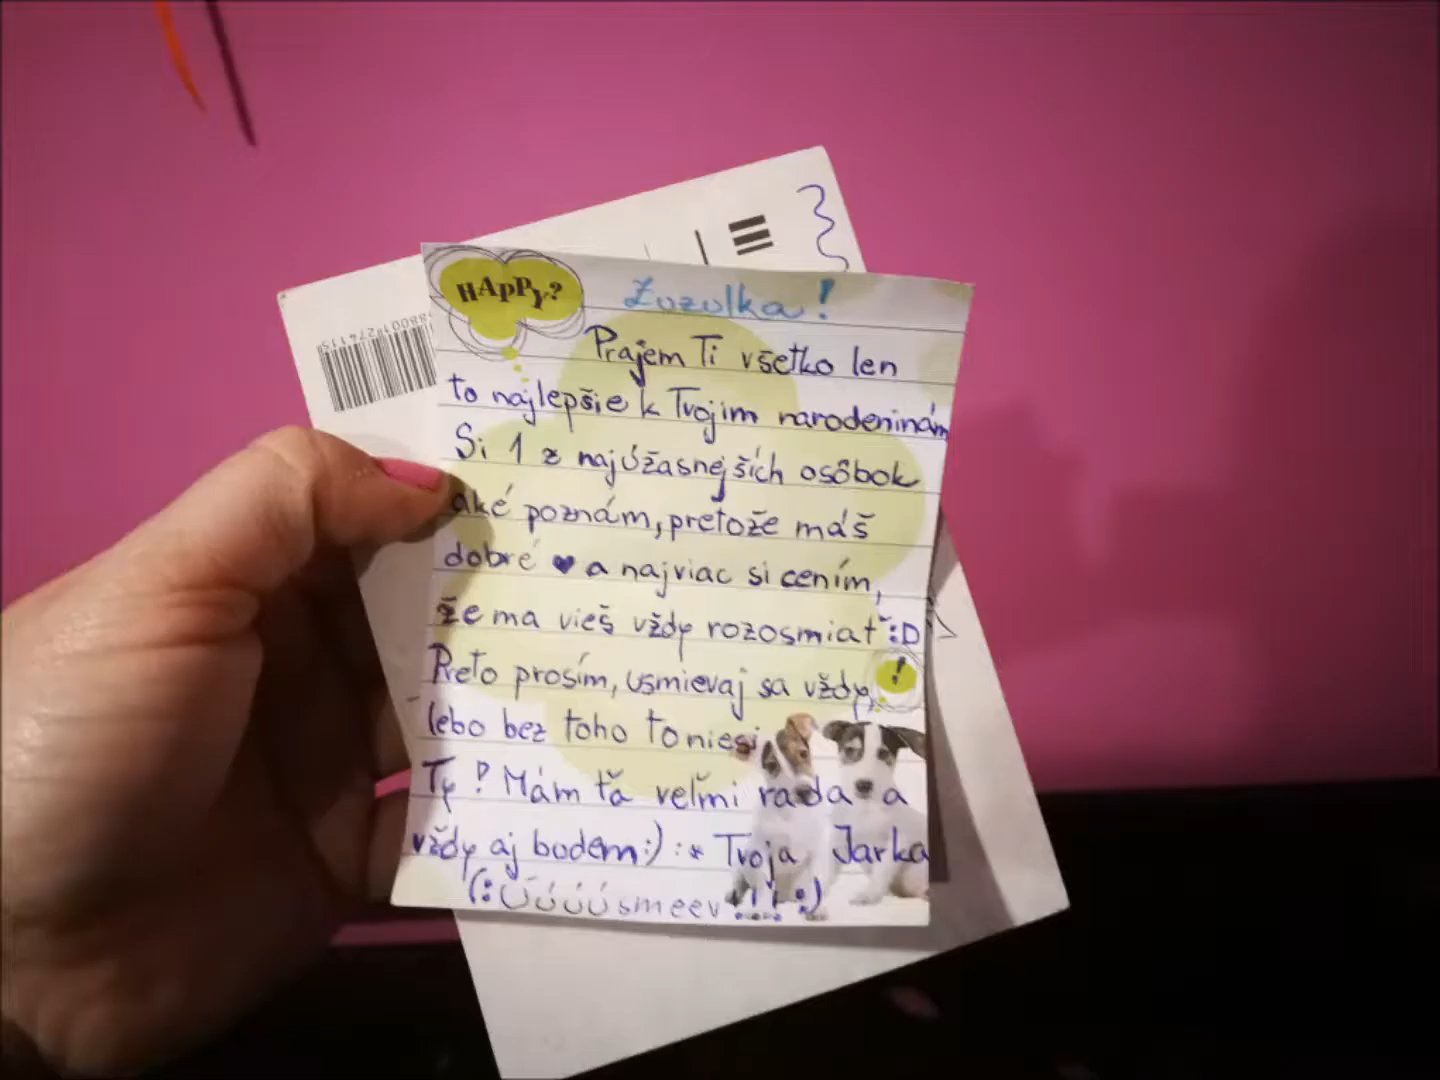 HAPPY?
Zuzulka!
Prajem Ti všetko len
to najlepšie k Tvojim narodeninám
Si 1 z najúžasnejších osôbok
aké poznám, pretože máš
dobré ♥ a najviac si cením,
že ma vieš vždy rozosmiať :D
Preto prosím, usmievaj sa vždy,
!
lebo bez toho to niesi
Ty! Mám ťa veľmi rada a
vždy aj budem :) :* Tvoja Jarka
(: Úúúúsmeev !!! :)